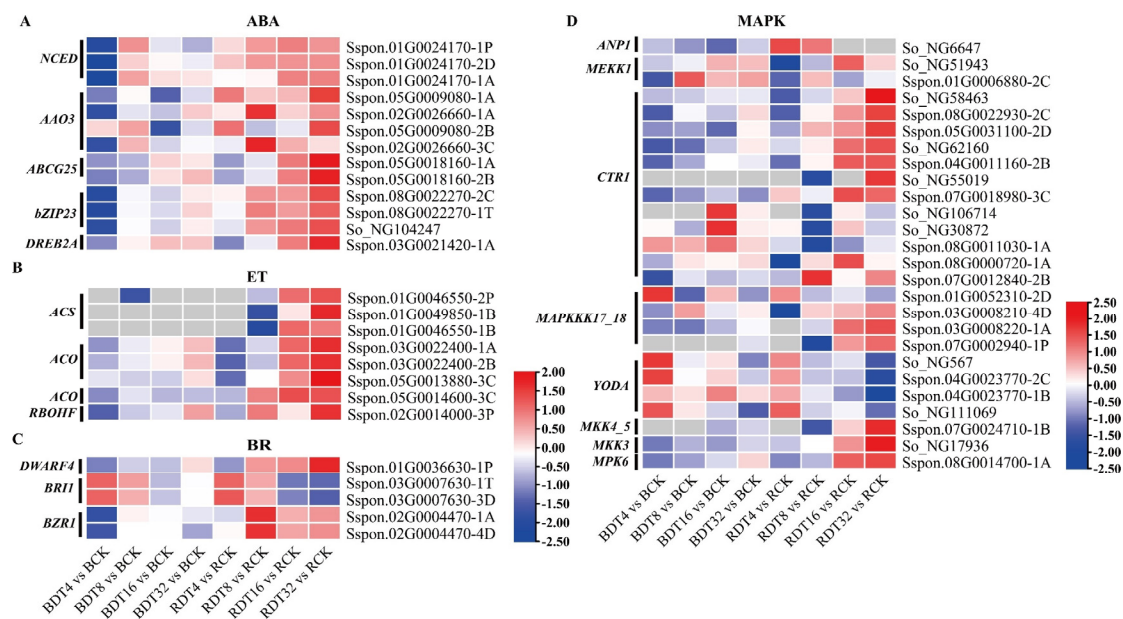 A
ABA
NCED
AAO3
ABCG25
bZIP23
DREB2A
Sspon.01G0024170-1P
Sspon.01G0024170-2D
Sspon.01G0024170-1A
Sspon.05G0009080-1A
Sspon.02G0026660-1A
Sspon.05G0009080-2B
Sspon.02G0026660-3C
Sspon.05G0018160-1A
Sspon.05G0018160-2B
Sspon.08G0022270-2C
Sspon.08G0022270-1T
So_NG104247
Sspon.03G0021420-1A
B
ET
ACS
ACO
ACO
RBOHF
Sspon.01G0046550-2P
Sspon.01G0049850-1B
Sspon.01G0046550-1B
Sspon.03G0022400-1A
Sspon.03G0022400-2B
Sspon.05G0013880-3C
Sspon.05G0014600-3C
Sspon.02G0014000-3P
C
BR
DWARF4
BRI1
BZR1
Sspon.01G0036630-1P
Sspon.03G0007630-1T
Sspon.03G0007630-3D
Sspon.02G0004470-1A
Sspon.02G0004470-4D
BDT4 vs BCK
BDT8 vs BCK
BDT16 vs BCK
BDT32 vs BCK
RDT4 vs RCK
RDT8 vs RCK
RDT16 vs RCK
RDT32 vs RCK
2.00
1.50
1.00
0.50
0.00
-0.50
-1.00
-1.50
-2.00
-2.50
D
MAPK
ANP1
MEKK1
CTR1
MAPKKK17_18
YODA
MKK4_5
MKK3
MPK6
So_NG6647
So_NG51943
Sspon.01G0006880-2C
So_NG58463
Sspon.08G0022930-2C
Sspon.05G0031100-2D
So_NG62160
Sspon.04G0011160-2B
So_NG55019
Sspon.07G0018980-3C
So_NG106714
So_NG30872
Sspon.08G0011030-1A
Sspon.08G0000720-1A
Sspon.07G0012840-2B
Sspon.01G0052310-2D
Sspon.03G0008210-4D
Sspon.03G0008220-1A
Sspon.07G0002940-1P
So_NG567
Sspon.04G0023770-2C
Sspon.04G0023770-1B
So_NG111069
Sspon.07G0024710-1B
So_NG17936
Sspon.08G0014700-1A
BDT4 vs BCK
BDT8 vs BCK
BDT16 vs BCK
BDT32 vs BCK
RDT4 vs RCK
RDT8 vs RCK
RDT16 vs RCK
RDT32 vs RCK
2.50
2.00
1.50
1.00
0.50
0.00
-0.50
-1.00
-1.50
-2.00
-2.50